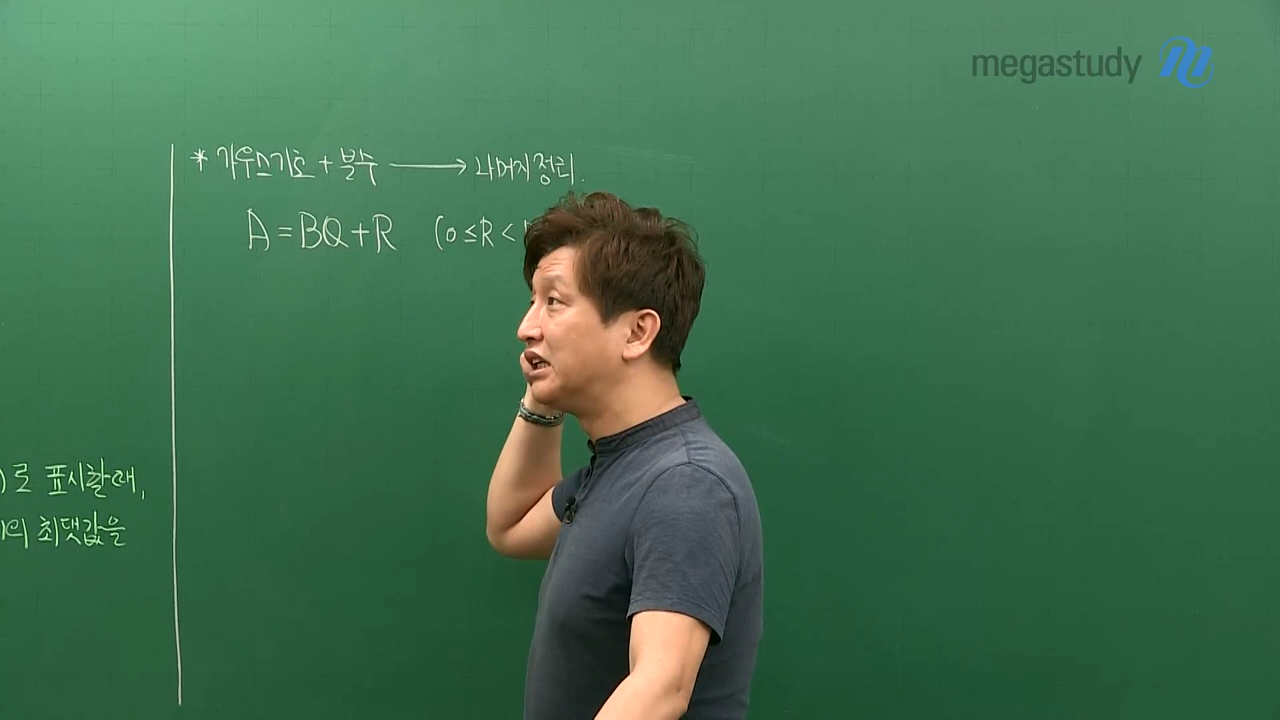 megastudy
* 가우스기호 + 분수 → 나머지정리.
A = BQ + R (0 ≤ R <
로 표시할때,
의 최댓값을